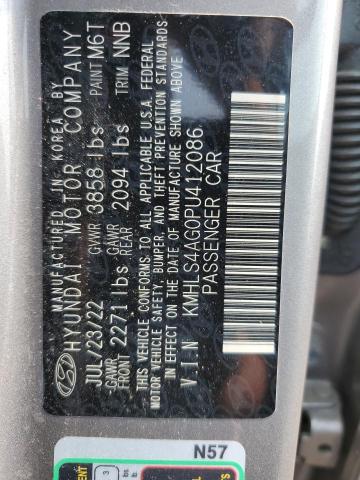 MANUFACTURED IN KOREA BY
HYUNDAI MOTOR COMPANY
JUL/23/22 GVWR 3858 lbs PAINT M6T
GAWR FRONT 2271 lbs GAWR REAR 2094 lbs TRIM NNB
THIS VEHICLE CONFORMS TO ALL APPLICABLE U.S.A. FEDERAL
MOTOR VEHICLE SAFETY, BUMPER, AND THEFT PREVENTION STANDARDS
IN EFFECT ON THE DATE OF MANUFACTURE SHOWN ABOVE
V.I.N KMHLS4AG0PU412086
PASSENGER CAR
N57